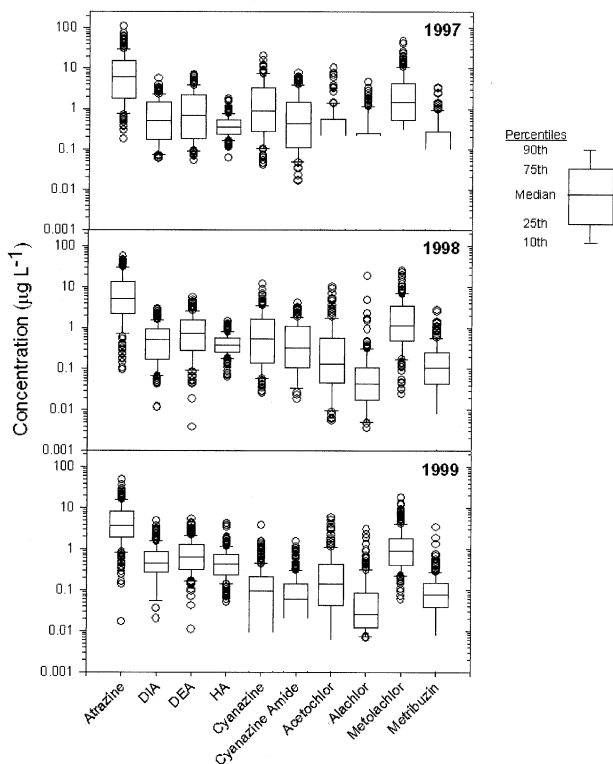 1997
100
10
1
0.1
0.01
0.001
1998
100
10
1
0.1
0.01
0.001
1999
100
10
1
0.1
0.01
0.001
Concentration (μg L-1)
Atrazine
DIA
DEA
HA
Cyanazine
Cyanazine Amide
Acetochlor
Alachlor
Metolachlor
Metribuzin
Percentiles
90th
75th
Median
25th
10th